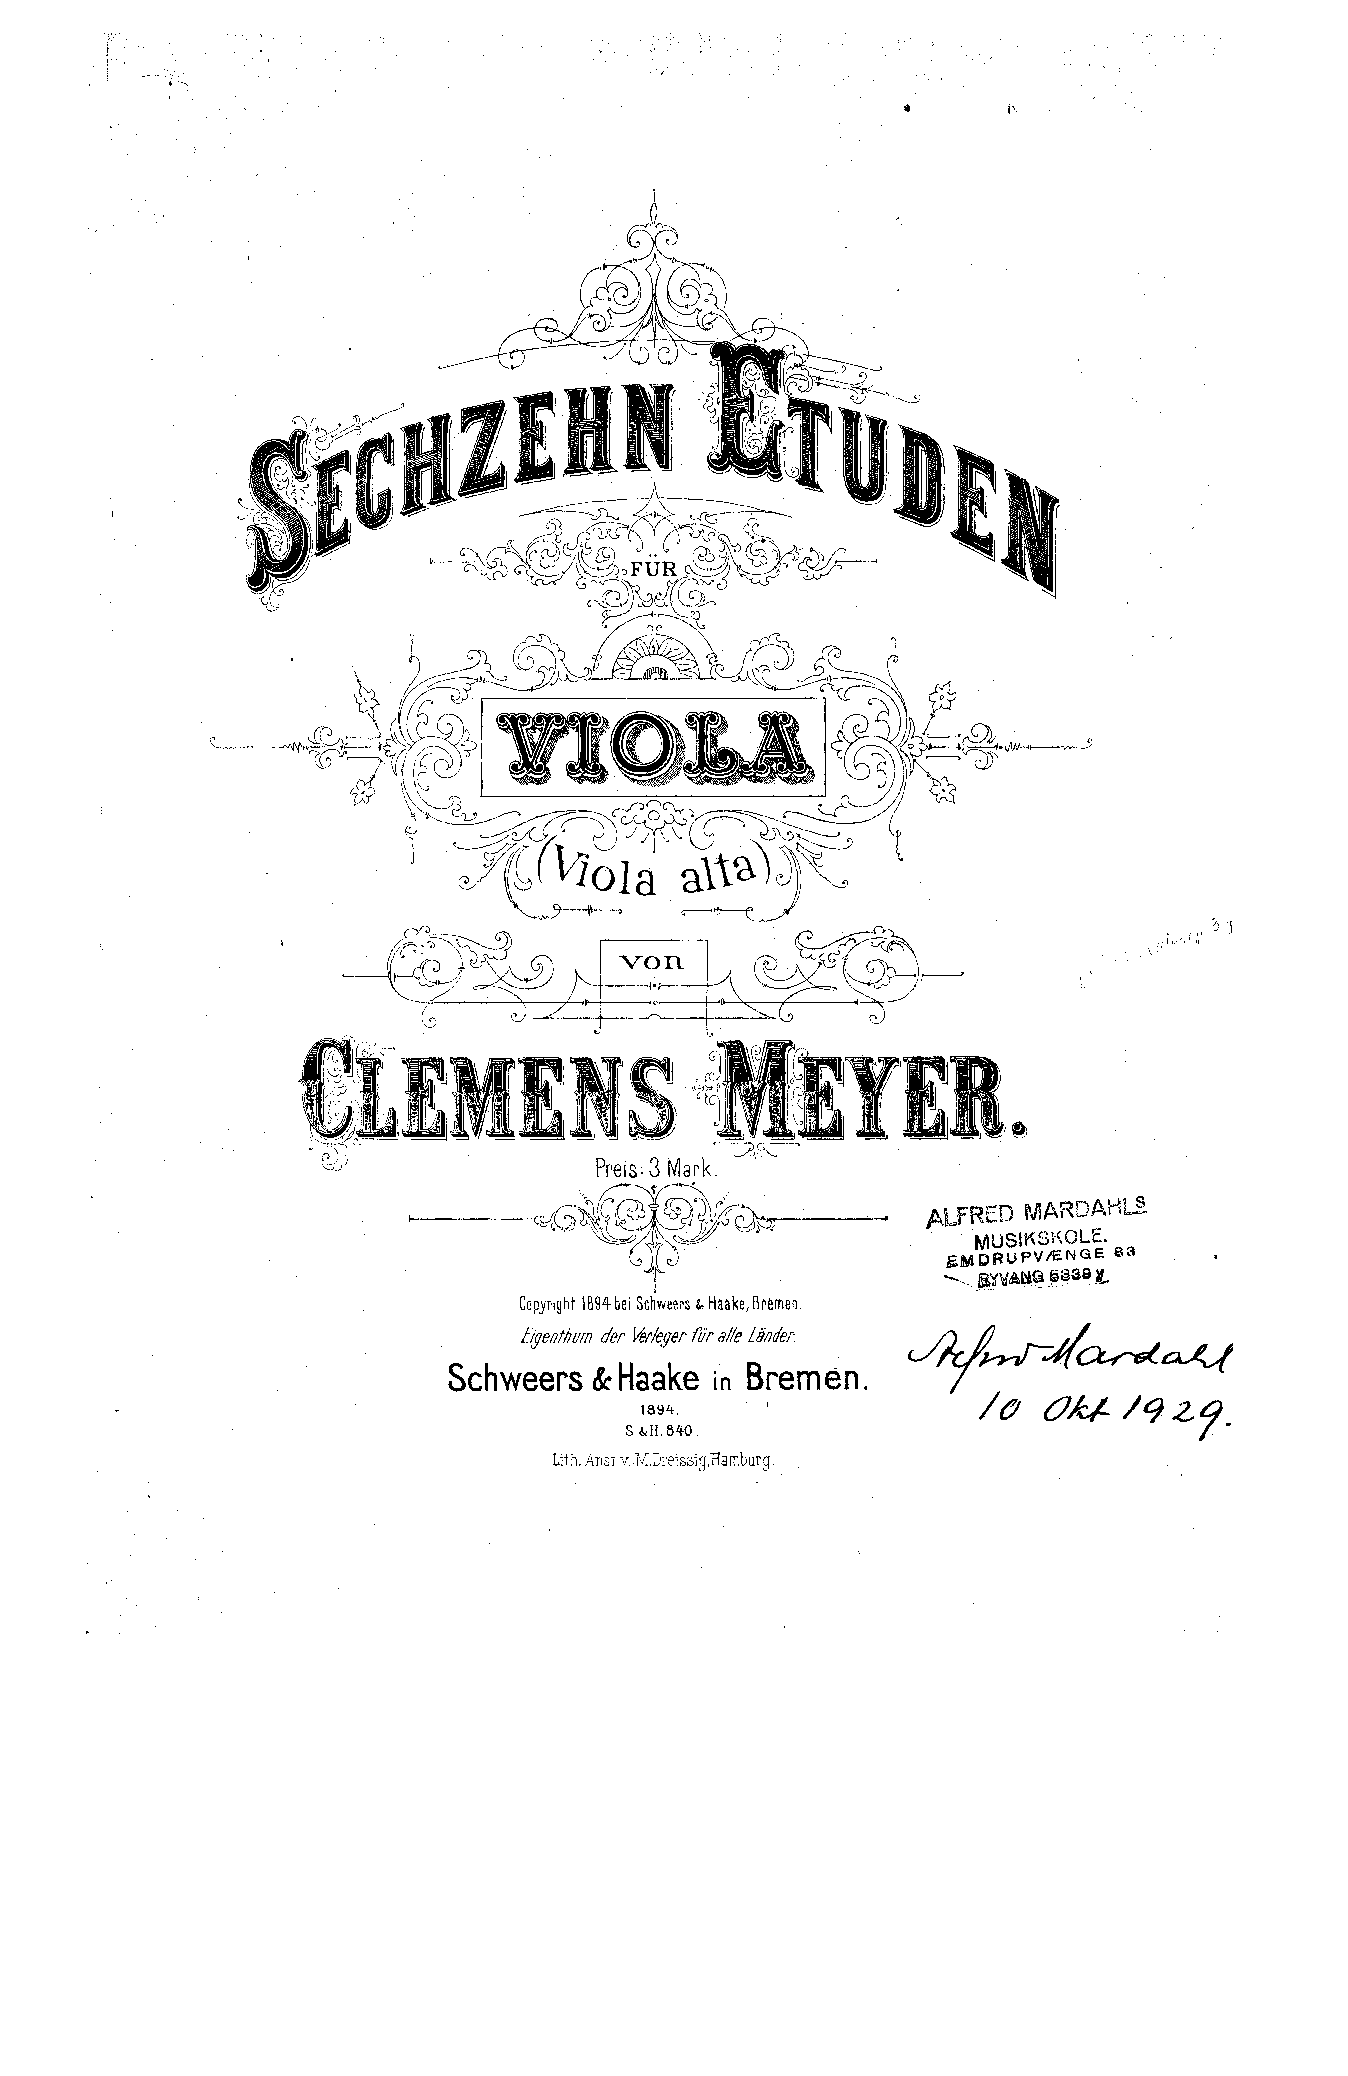 SECHZEHN ETUDEN
FÜR
VIOLA
(Viola alta)
von
CLEMENS MEYER.
Preis: 3 Mark.
ALFRED MARDAHLS
MUSIKSKOLE.
EMDRUPVÆNGE 83
RYVANG 5339 y
Copyright 1894 bei Schweers & Haake, Bremen.
Eigenthum der Verleger für alle Länder.
Schweers & Haake in Bremen.
1894.
S & H. 840.
Lith. Anst v. M. Dreissig, Hamburg.
Alfred Mardahl
10 Okt 1929.